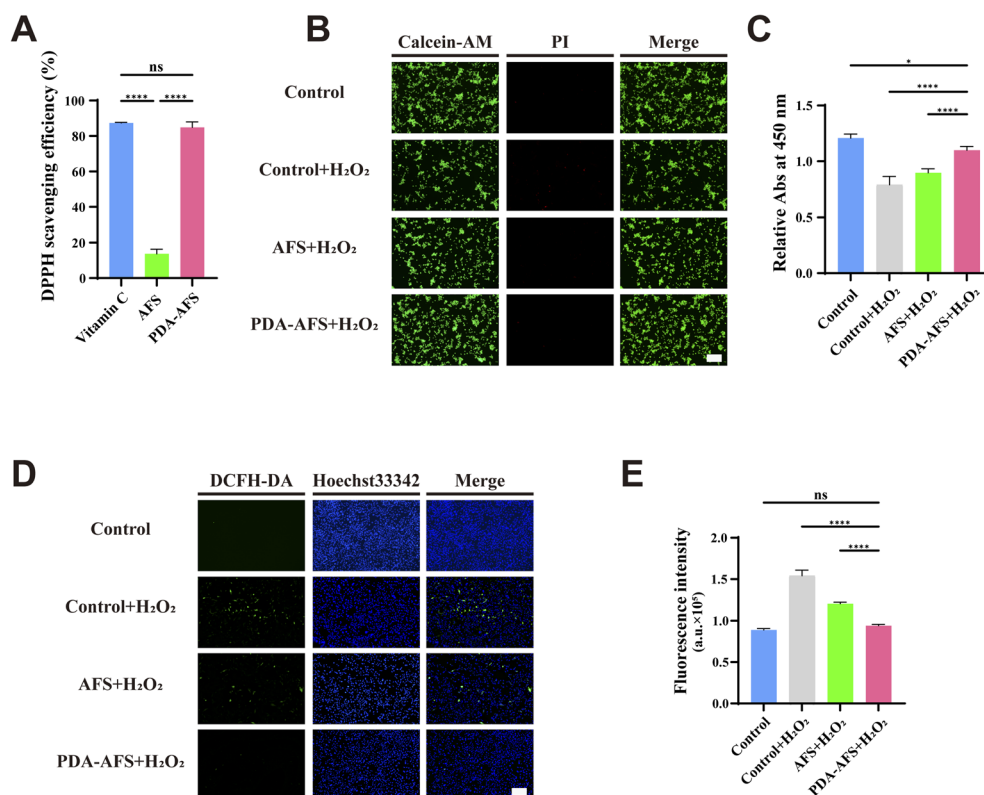 A
DPPH scavenging efficiency (%)
100
80
60
40
20
0
ns
****
****
Vitamin C
AFS
PDA-AFS
B
Calcein-AM
PI
Merge
Control
Control+H₂O₂
AFS+H₂O₂
PDA-AFS+H₂O₂
C
Relative Abs at 450 nm
1.5
1.0
0.5
0.0
*
****
****
Control
Control+H₂O₂
AFS+H₂O₂
PDA-AFS+H₂O₂
D
DCFH-DA
Hoechst33342
Merge
Control
Control+H₂O₂
AFS+H₂O₂
PDA-AFS+H₂O₂
E
Fluorescence intensity
(a.u.×10⁵)
2.0
1.5
1.0
0.5
0.0
ns
****
****
Control
Control+H₂O₂
AFS+H₂O₂
PDA-AFS+H₂O₂